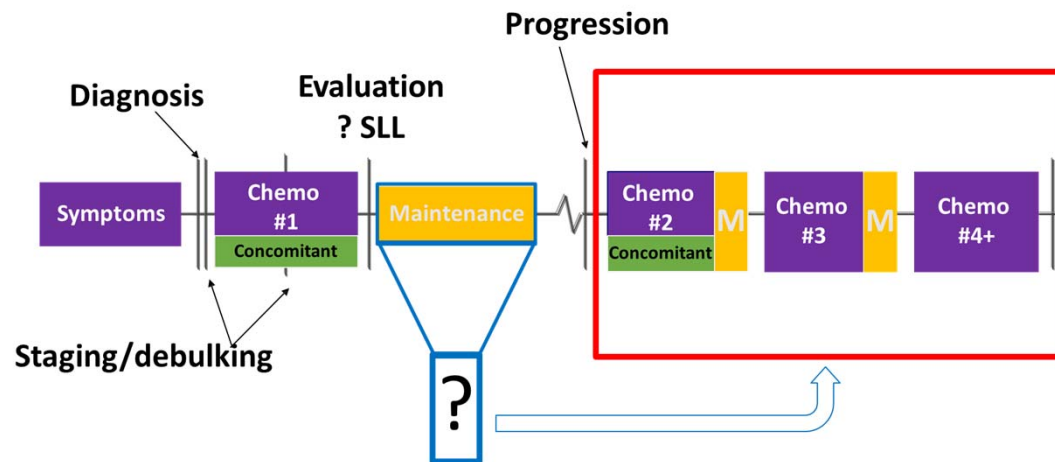 Progression
Diagnosis
Evaluation
? SLL
Symptoms
Chemo
#1
Concomitant
Maintenance
Chemo
#2
Concomitant
M
Chemo
#3
M
Chemo
#4+
Staging/debulking
?